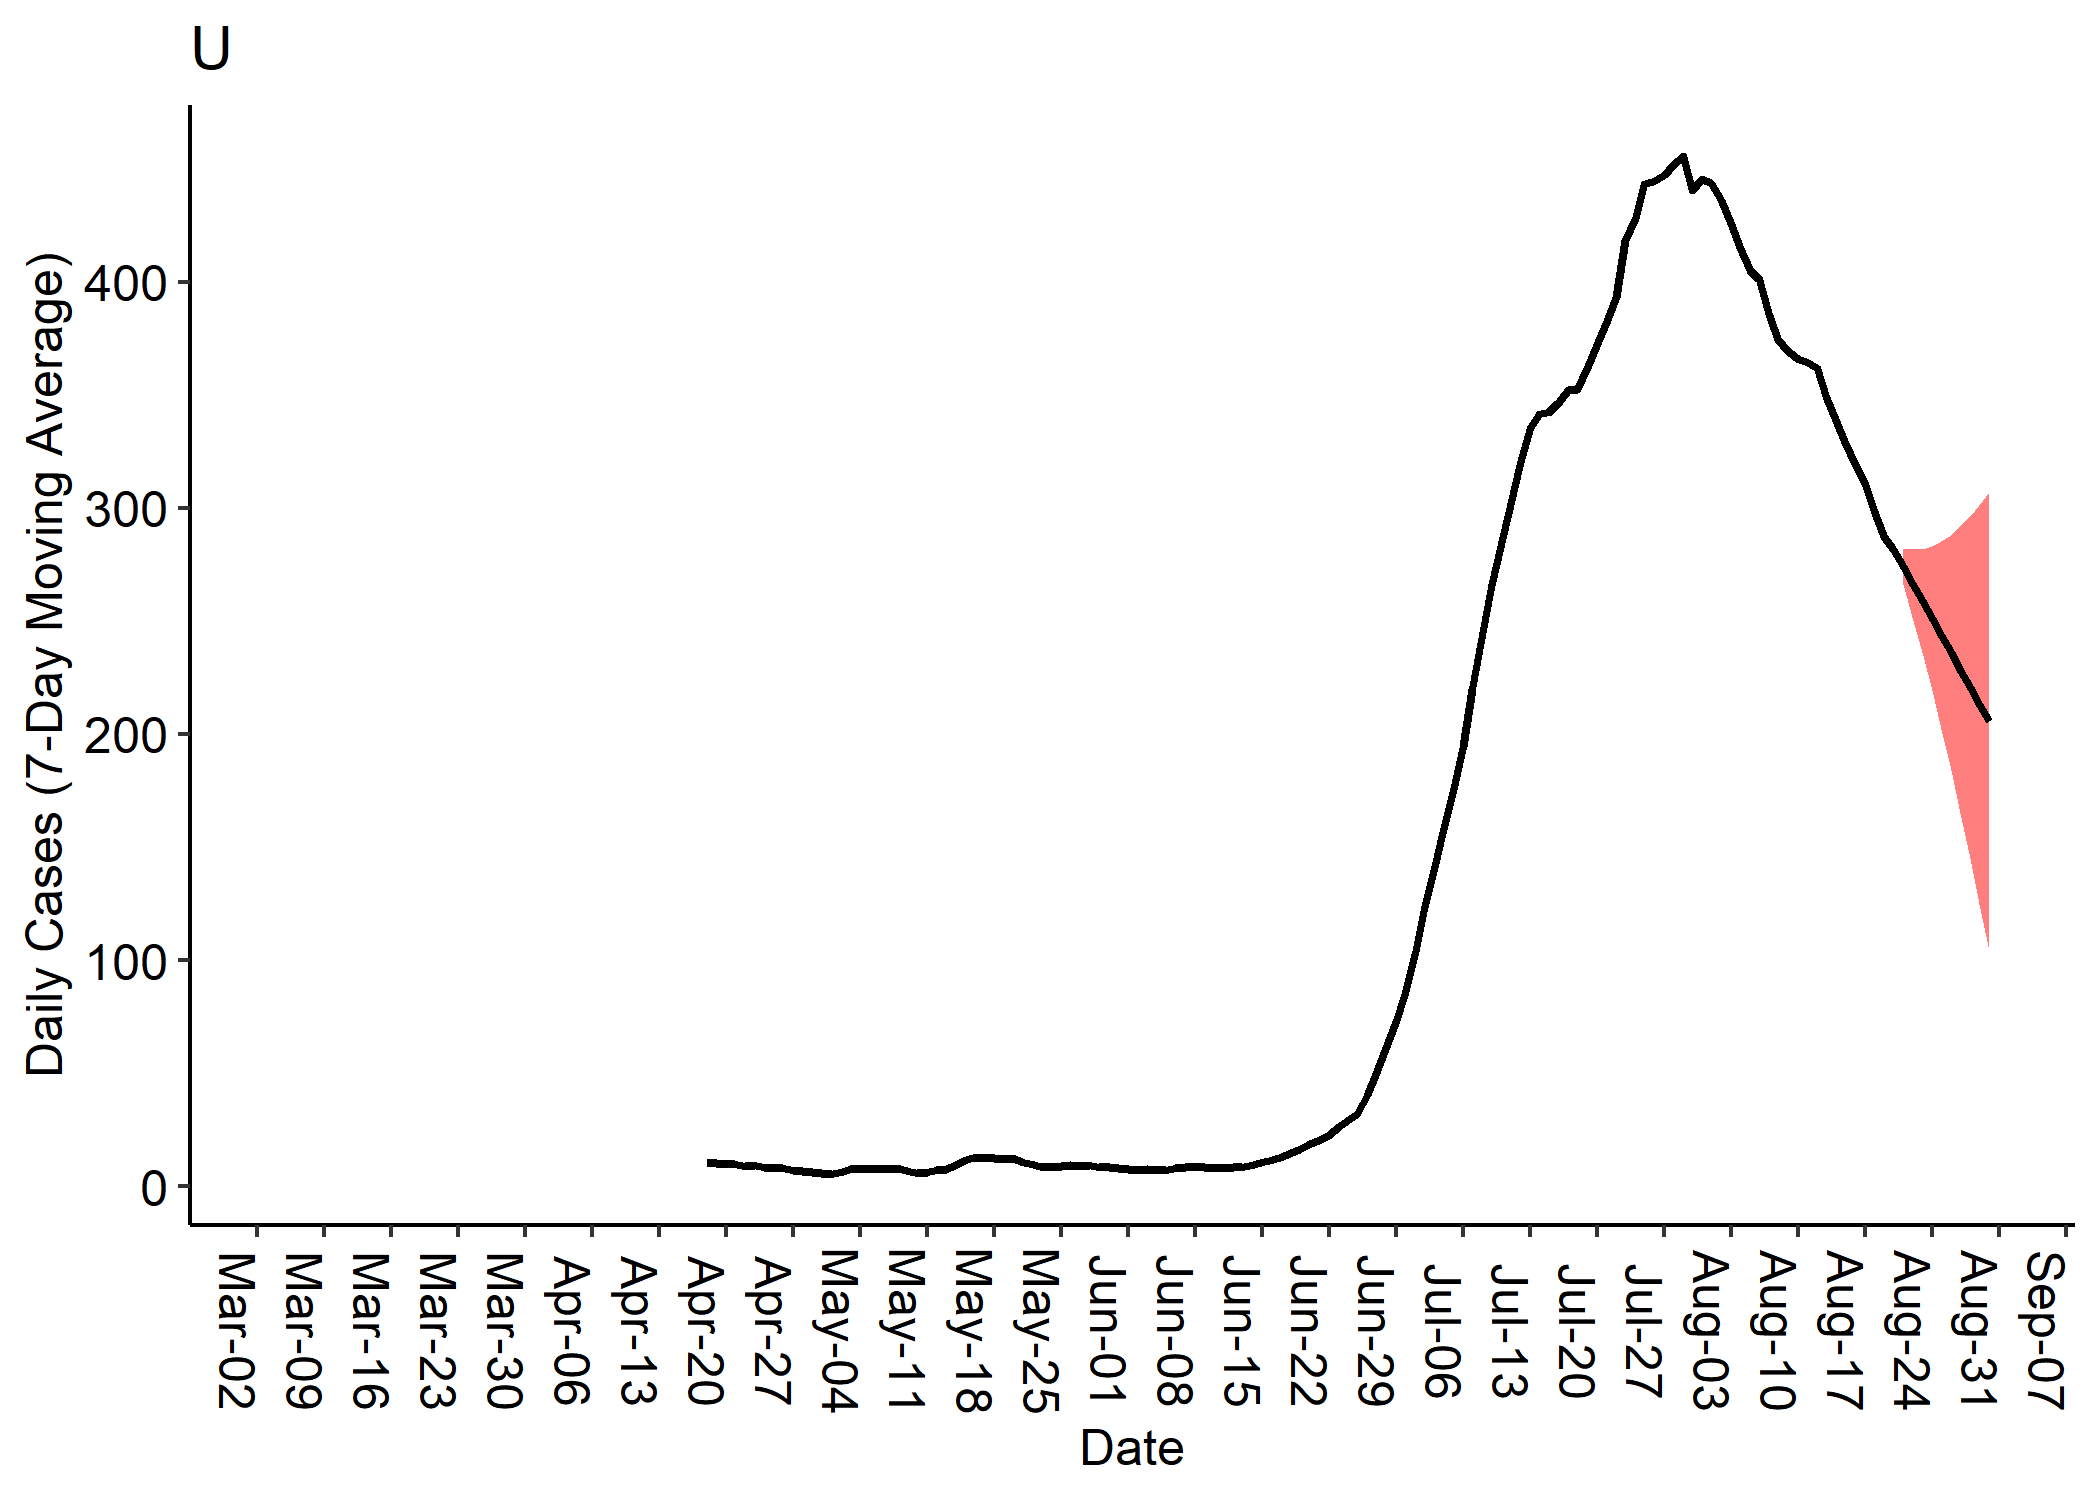 U
Daily Cases (7-Day Moving Average)
400
300
200
100
0
Mar-02
Mar-09
Mar-16
Mar-23
Mar-30
Apr-06
Apr-13
Apr-20
Apr-27
May-04
May-11
May-18
May-25
Jun-01
Jun-08
Jun-15
Jun-22
Jun-29
Jul-06
Jul-13
Jul-20
Jul-27
Aug-03
Aug-10
Aug-17
Aug-24
Aug-31
Sep-07
Date